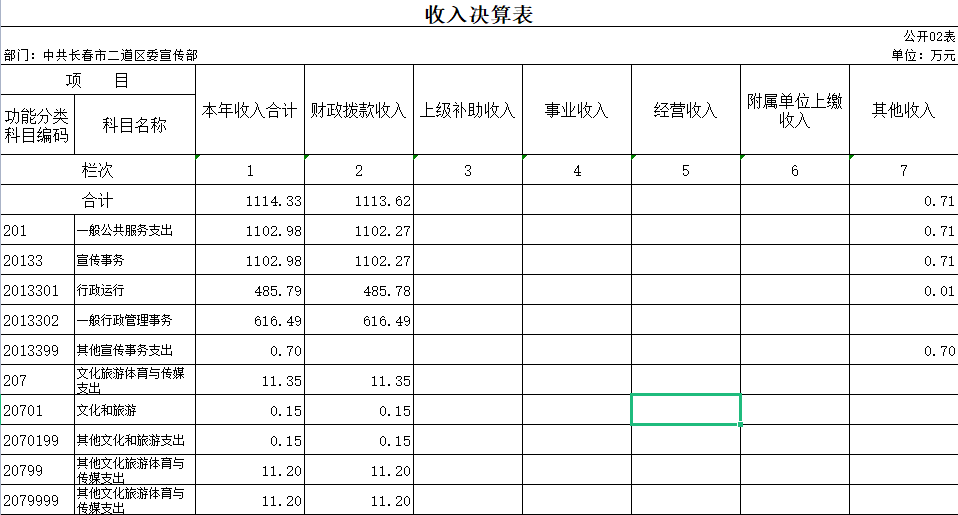 收入决算表
公开02表
部门：中共长春市二道区委宣传部
单位：万元
项 目
本年收入合计
财政拨款收入
上级补助收入
事业收入
经营收入
附属单位上缴
收入
其他收入
功能分类
科目编码
科目名称
栏次 1 2 3 4 5 6 7
合计 1114.33 1113.62 0.71
201 一般公共服务支出 1102.98 1102.27 0.71
20133 宣传事务 1102.98 1102.27 0.71
2013301 行政运行 485.79 485.78 0.01
2013302 一般行政管理事务 616.49 616.49
2013399 其他宣传事务支出 0.70 0.70
207 文化旅游体育与传媒
支出 11.35 11.35
20701 文化和旅游 0.15 0.15
2070199 其他文化和旅游支出 0.15 0.15
20799 其他文化旅游体育与
传媒支出 11.20 11.20
2079999 其他文化旅游体育与
传媒支出 11.20 11.20